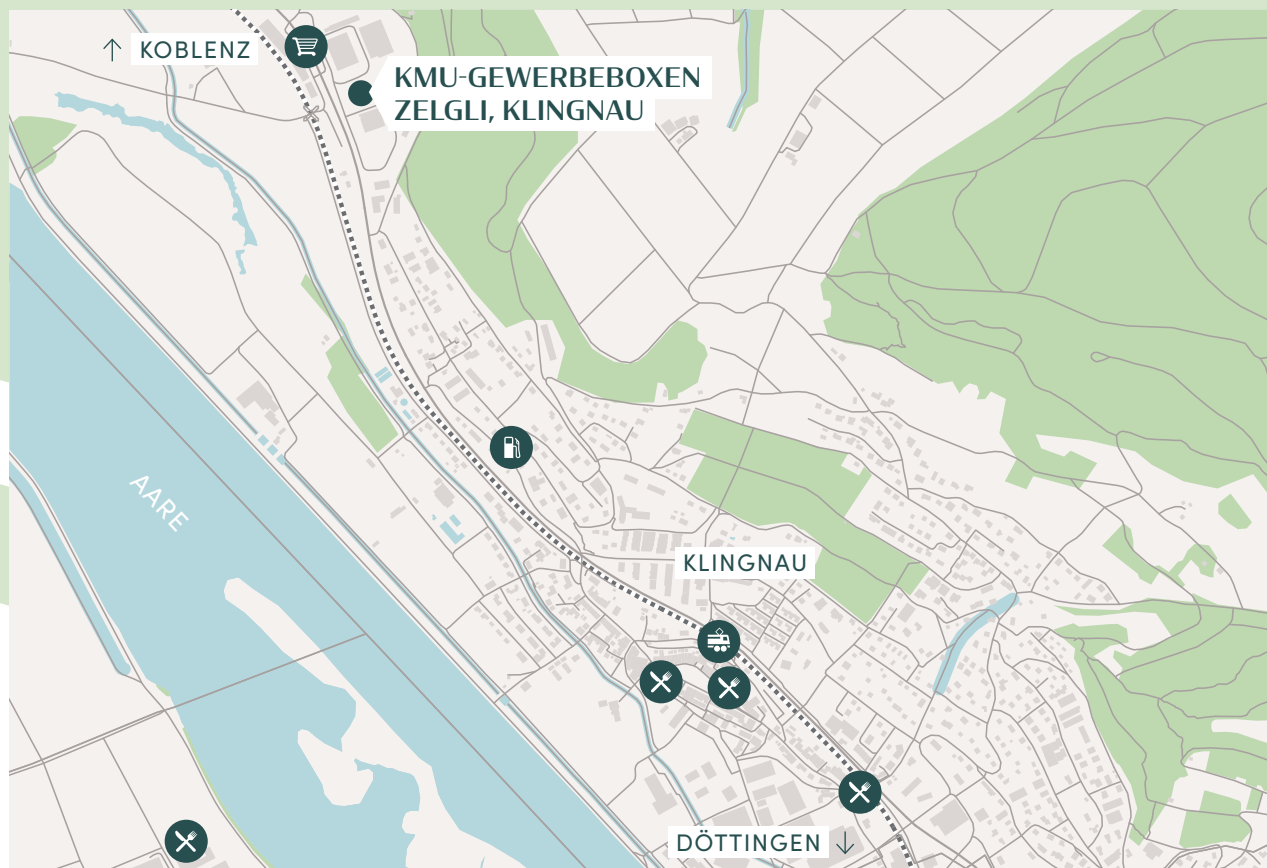 ↑ KOBLENZ
KMU-GEWERBEBOXEN
ZELGLI, KLINGNAU
AARE
KLINGNAU
DÖTTINGEN ↓